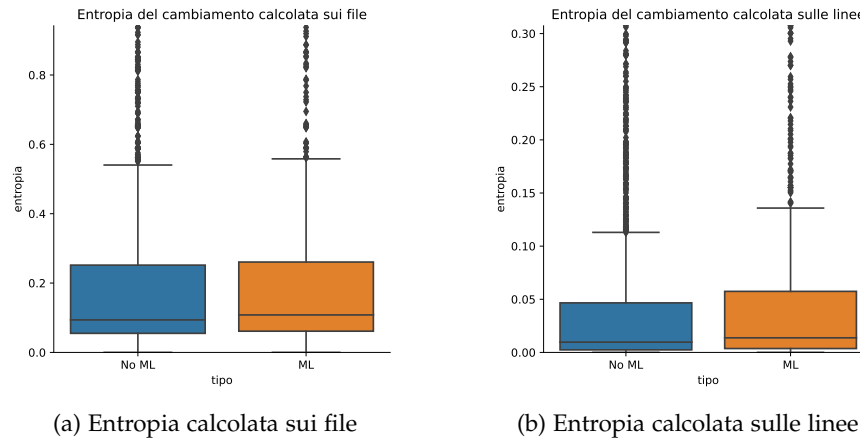 Entropia del cambiamento calcolata sui file
entropia
0.8
0.6
0.4
0.2
0.0
No ML
ML
tipo
(a) Entropia calcolata sui file
Entropia del cambiamento calcolata sulle linee
entropia
0.30
0.25
0.20
0.15
0.10
0.05
0.00
No ML
ML
tipo
(b) Entropia calcolata sulle linee